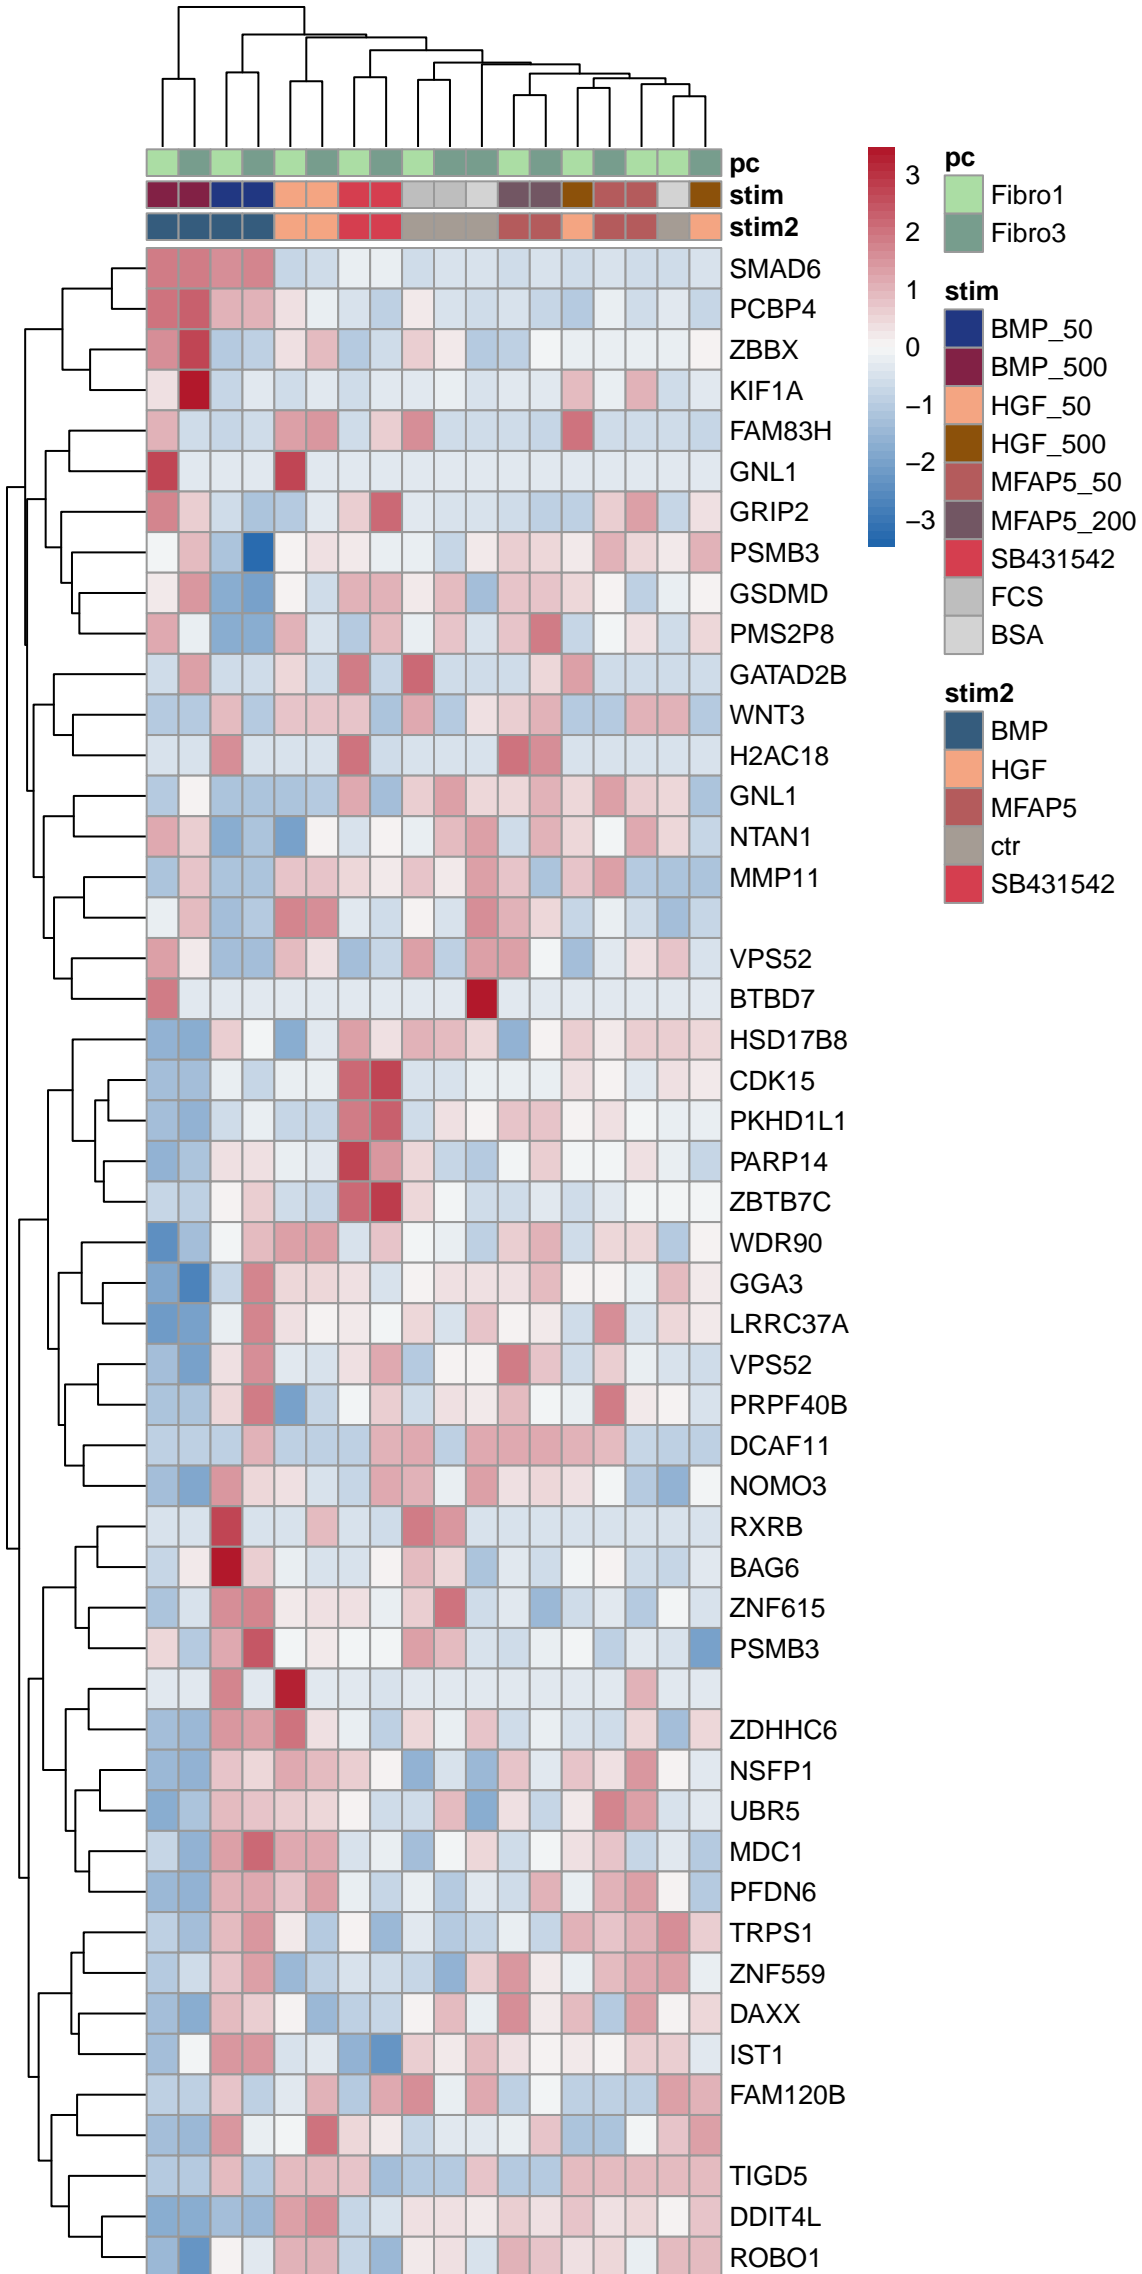 pc
stim
stim2
SMAD6
PCBP4
ZBBX
KIF1A
FAM83H
GNL1
GRIP2
PSMB3
GSDMD
PMS2P8
GATAD2B
WNT3
H2AC18
GNL1
NTAN1
MMP11
VPS52
BTBD7
HSD17B8
CDK15
PKHD1L1
PARP14
ZBTB7C
WDR90
GGA3
LRRC37A
VPS52
PRPF40B
DCAF11
NOMO3
RXRB
BAG6
ZNF615
PSMB3
ZDHHC6
NSFP1
UBR5
MDC1
PFDN6
TRPS1
ZNF559
DAXX
IST1
FAM120B
TIGD5
DDIT4L
ROBO1
3
2
1
0
−1
−2
−3
pc
Fibro1
Fibro3
stim
BMP_50
BMP_500
HGF_50
HGF_500
MFAP5_50
MFAP5_200
SB431542
FCS
BSA
stim2
BMP
HGF
MFAP5
ctr
SB431542